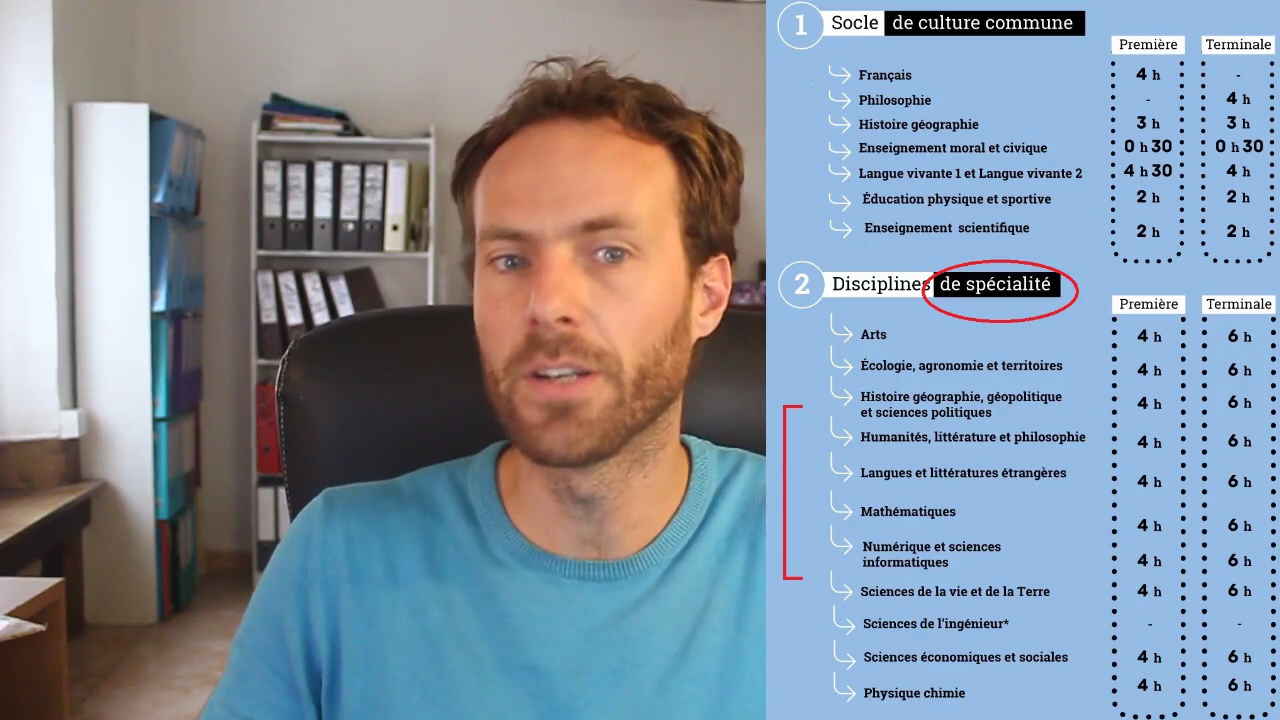 1 Socle de culture commune
Première Terminale
Français 4 h -
Philosophie - 4 h
Histoire géographie 3 h 3 h
Enseignement moral et civique 0 h 30 0 h 30
Langue vivante 1 et Langue vivante 2 4 h 30 4 h
Éducation physique et sportive 2 h 2 h
Enseignement scientifique 2 h 2 h
2 Disciplines de spécialité
Première Terminale
Arts 4 h 6 h
Écologie, agronomie et territoires 4 h 6 h
Histoire géographie, géopolitique
et sciences politiques 4 h 6 h
Humanités, littérature et philosophie 4 h 6 h
Langues et littératures étrangères 4 h 6 h
Mathématiques 4 h 6 h
Numérique et sciences
informatiques 4 h 6 h
Sciences de la vie et de la Terre 4 h 6 h
Sciences de l'ingénieur* - -
Sciences économiques et sociales 4 h 6 h
Physique chimie 4 h 6 h